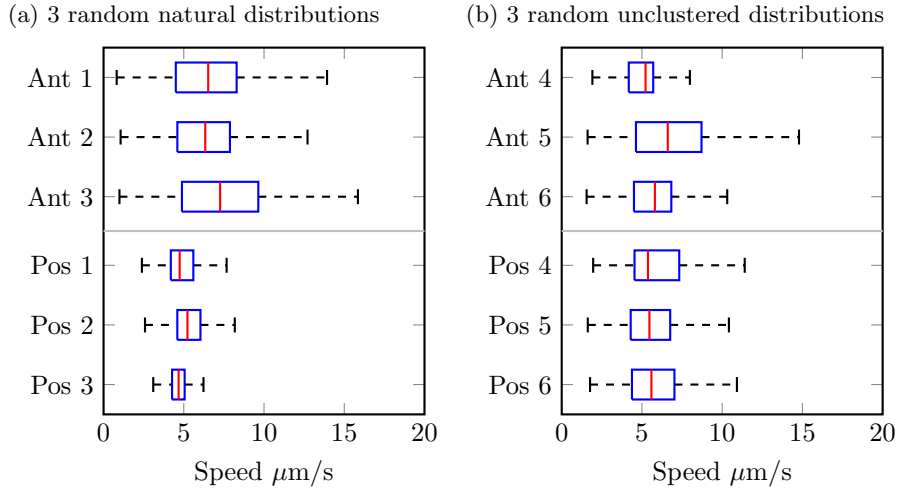 (a) 3 random natural distributions
Ant 1
Ant 2
Ant 3
Pos 1
Pos 2
Pos 3
0 5 10 15 20
Speed μm/s
(b) 3 random unclustered distributions
Ant 4
Ant 5
Ant 6
Pos 4
Pos 5
Pos 6
0 5 10 15 20
Speed μm/s